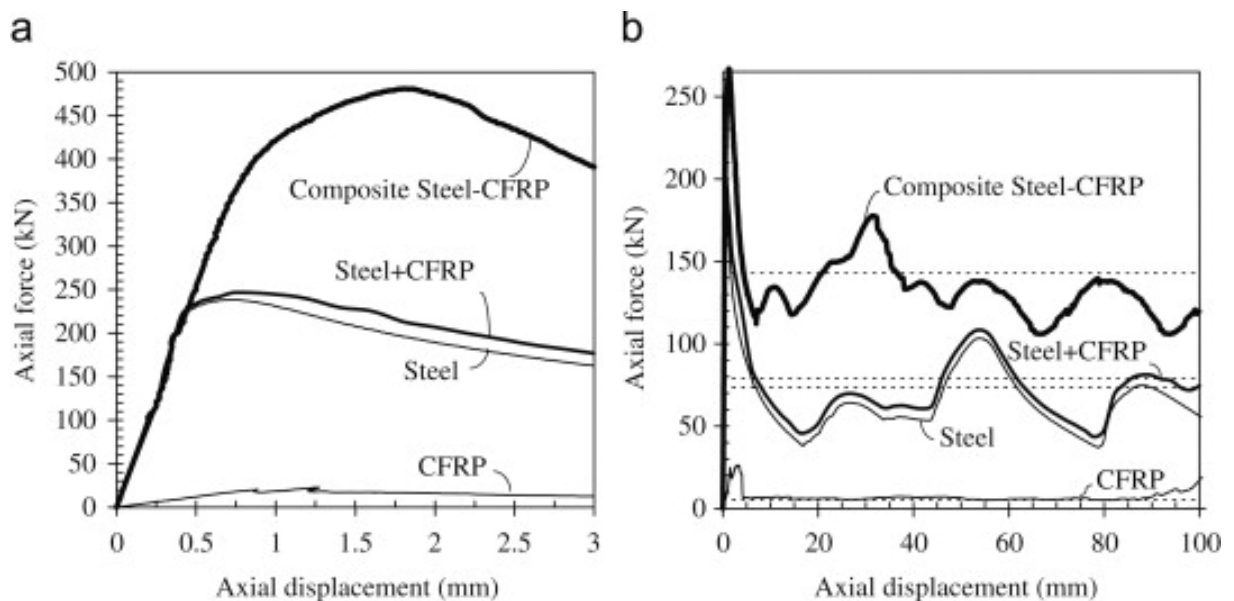 a
500
450
400
350
300
250
200
150
100
50
0
Axial force (kN)
Composite Steel-CFRP
Steel+CFRP
Steel
CFRP
0 0.5 1 1.5 2 2.5 3
Axial displacement (mm)
b
250
200
150
100
50
0
Axial force (kN)
Composite Steel-CFRP
Steel+CFRP
Steel
CFRP
0 20 40 60 80 100
Axial displacement (mm)